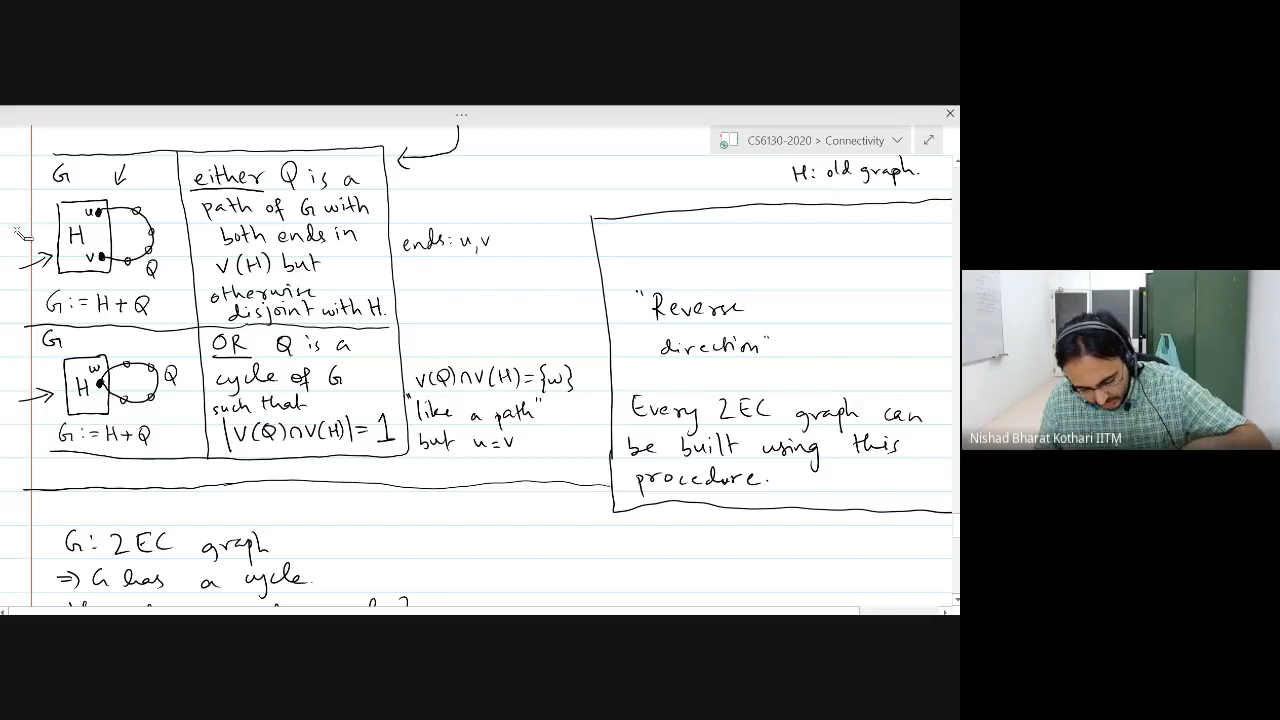 CS6130-2020 > Connectivity
H: old graph.
G
H
u
v
Q
G := H + Q
either Q is a
path of G with
both ends in
V(H) but
otherwise
disjoint with H.
ends: u, v
G
H
w
Q
G := H + Q
OR Q is a
cycle of G
such that
|V(Q)∩V(H)| = 1
V(Q)∩V(H) = {w}
"like a path"
but u=v
"Reverse
direction"
Every 2EC graph can
be built using this
procedure.
G: 2EC graph
⇒ G has a cycle.
Nishad Bharat Kothari IITM